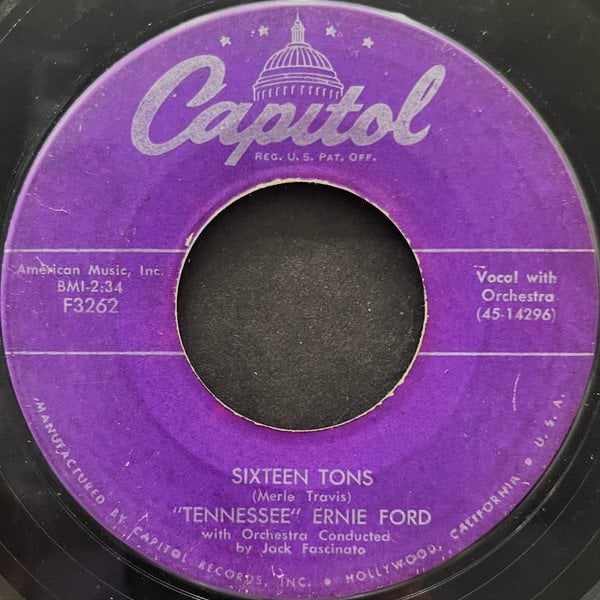 Capitol
REG. U.S. PAT. OFF.
American Music, Inc.
BMI-2:34
F3262
Vocal with
Orchestra
(45-14296)
SIXTEEN TONS
(Merle Travis)
"TENNESSEE" ERNIE FORD
with Orchestra Conducted
by Jack Fascinato
MANUFACTURED BY CAPITOL RECORDS, INC. • HOLLYWOOD, CALIFORNIA • U.S.A.